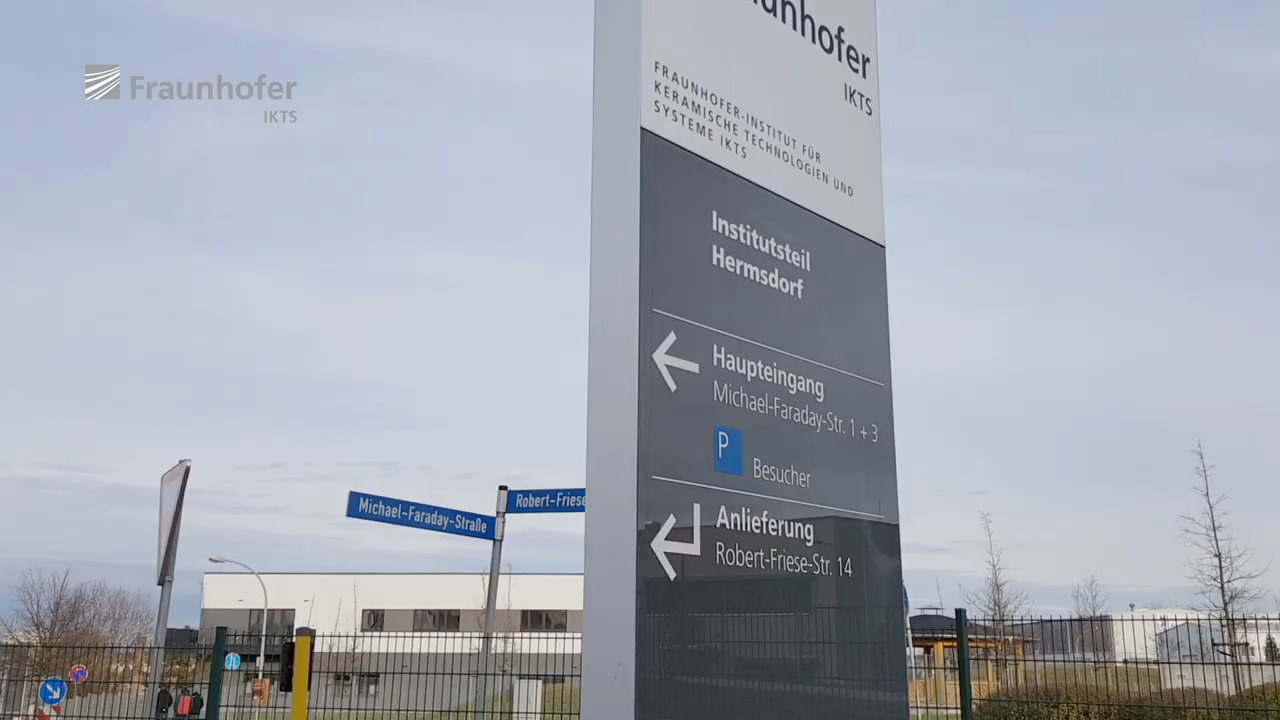 Fraunhofer
IKTS
IKTS
FRAUNHOFER-INSTITUT FÜR
KERAMISCHE TECHNOLOGIEN UND
SYSTEME IKTS
Institutsteil
Hermsdorf
Haupteingang
Michael-Faraday-Str. 1 + 3
P
Besucher
Anlieferung
Robert-Friese-Str. 14
Michael-Faraday-Straße
Robert-Friese